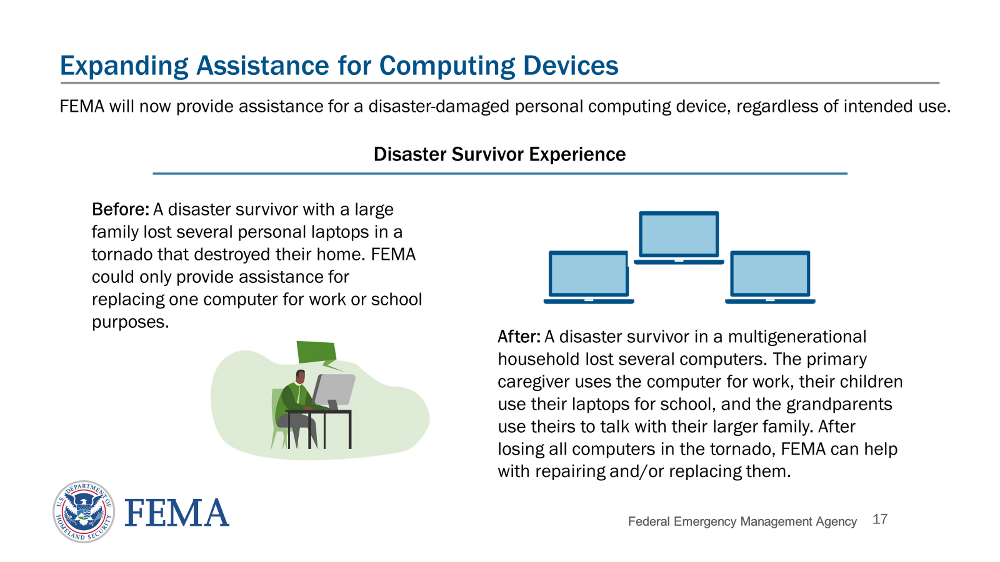 Expanding Assistance for Computing Devices
FEMA will now provide assistance for a disaster-damaged personal computing device, regardless of intended use.
Disaster Survivor Experience
Before: A disaster survivor with a large
family lost several personal laptops in a
tornado that destroyed their home. FEMA
could only provide assistance for
replacing one computer for work or school
purposes.
After: A disaster survivor in a multigenerational
household lost several computers. The primary
caregiver uses the computer for work, their children
use their laptops for school, and the grandparents
use theirs to talk with their larger family. After
losing all computers in the tornado, FEMA can help
with repairing and/or replacing them.
U.S. DEPARTMENT OF
HOMELAND SECURITY
FEMA
Federal Emergency Management Agency 17